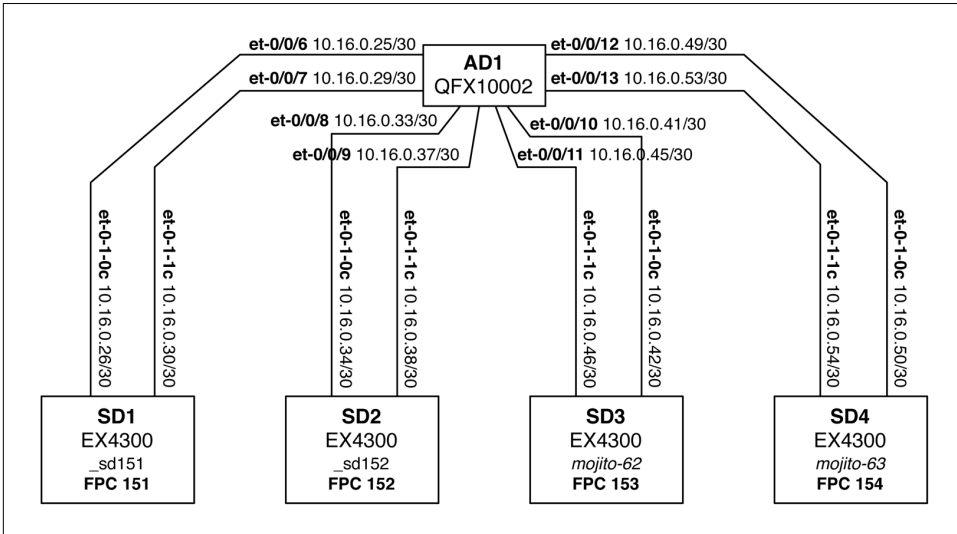 et-0/0/6 10.16.0.25/30
et-0/0/12 10.16.0.49/30
AD1
QFX10002
et-0/0/7 10.16.0.29/30
et-0/0/13 10.16.0.53/30
et-0/0/8 10.16.0.33/30
et-0/0/10 10.16.0.41/30
et-0/0/9 10.16.0.37/30
et-0/0/11 10.16.0.45/30
et-0-1-0c 10.16.0.26/30
et-0-1-1c 10.16.0.30/30
et-0-1-0c 10.16.0.34/30
et-0-1-1c 10.16.0.38/30
et-0-1-1c 10.16.0.46/30
et-0-1-0c 10.16.0.42/30
et-0-1-1c 10.16.0.54/30
et-0-1-0c 10.16.0.50/30
SD1
EX4300
_sd151
FPC 151
SD2
EX4300
_sd152
FPC 152
SD3
EX4300
mojito-62
FPC 153
SD4
EX4300
mojito-63
FPC 154